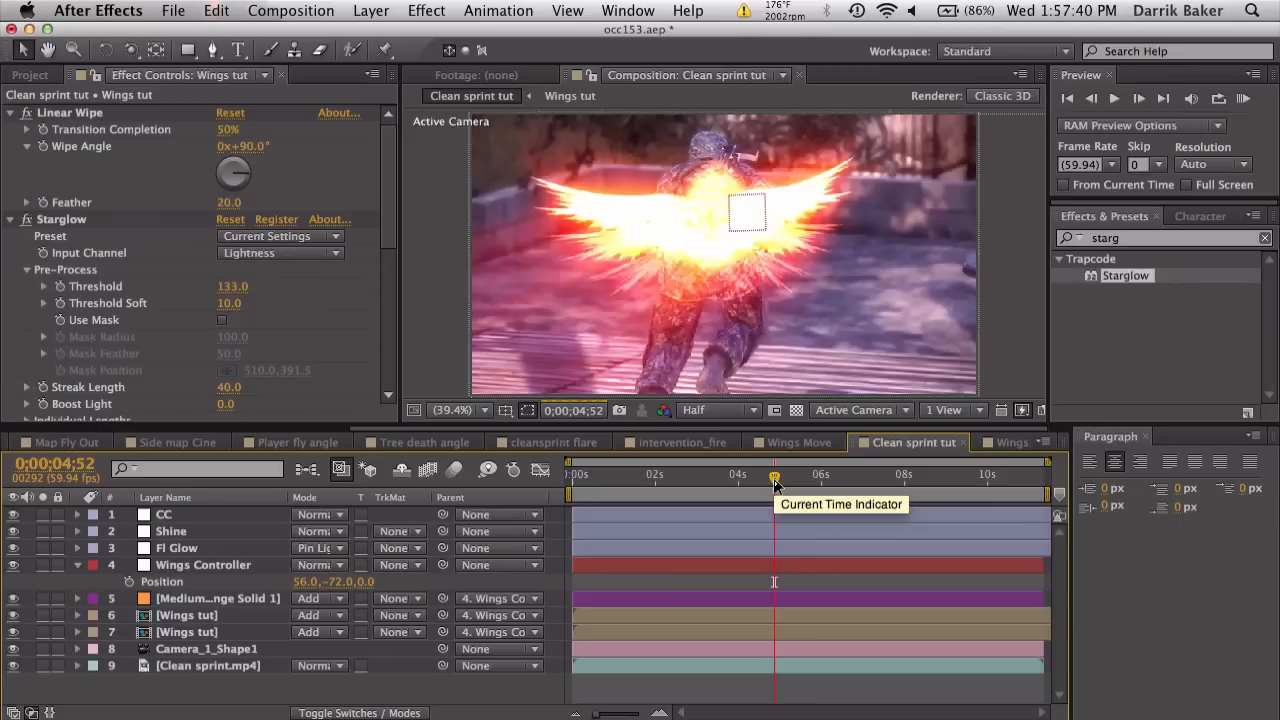 After Effects File Edit Composition Layer Effect Animation View Window Help 176°F 2002rpm (86%) Wed 1:57:40 PM Darrik Baker
occ153.aep *
Workspace: Standard Search Help
Project Effect Controls: Wings tut Footage: (none) Composition: Clean sprint tut Preview
Clean sprint tut • Wings tut Clean sprint tut Wings tut Renderer: Classic 3D
fx Linear Wipe Reset About...
Transition Completion 50%
Wipe Angle 0x+90.0°
Feather 20.0
fx Starglow Reset Register About...
Preset Current Settings
Input Channel Lightness
Pre-Process
Threshold 133.0
Threshold Soft 10.0
Use Mask
Mask Radius 100.0
Mask Feather 50.0
Mask Position 510.0,391.5
Streak Length 40.0
Boost Light 0.0
Individual Lengths
Active Camera
(39.4%) 0;00;04;52 Half Active Camera 1 View
RAM Preview Options
Frame Rate Skip Resolution
(59.94) 0 Auto
From Current Time Full Screen
Effects & Presets Character
starg
Trapcode
Starglow
Map Fly Out Side map Cine Player fly angle Tree death angle cleansprint flare intervention_fire Wings Move Clean sprint tut Wings
Paragraph
0;00;04;52
00292 (59.94 fps)
0:00s 02s 04s 06s 08s 10s
Current Time Indicator
# Layer Name Mode T TrkMat Parent
1 CC Norma None
2 Shine Norma None None
3 Fl Glow Pin Lig None None
4 Wings Controller Norma None None
Position 56.0,-72.0,0.0
5 [Medium...nge Solid 1] Add None 4. Wings Co
6 [Wings tut] Add None 4. Wings Co
7 [Wings tut] Add None 4. Wings Co
8 Camera_1_Shape1 None
9 [Clean sprint.mp4] Norma None None
Toggle Switches / Modes
0 px 0 px 0 px
0 px 0 px